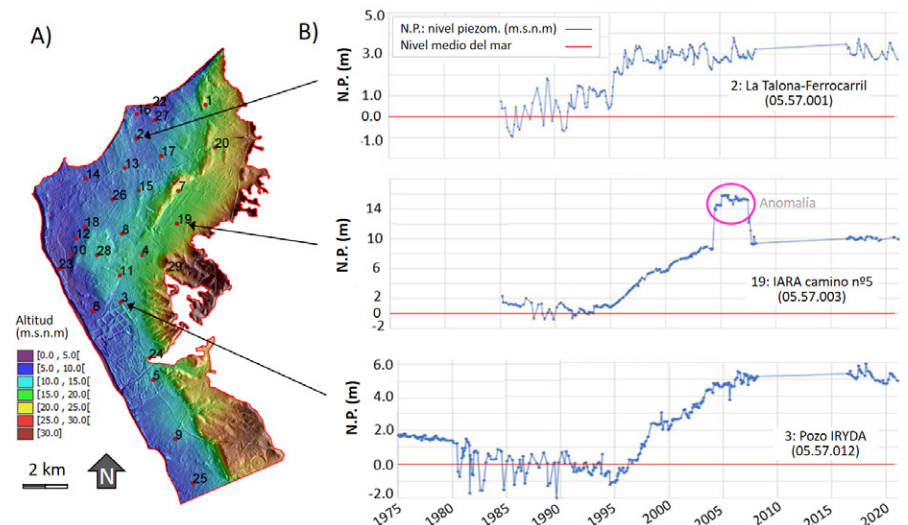 A)
22
16
27
1
2
20
17
13
14
15
7
26
19
18
8
12
10
28
4
23
29
11
3
6
24
5
9
25
Altitud
(m.s.n.m)
[0.0 , 5.0[
[5.0 , 10.0[
[10.0 , 15.0[
[15.0 , 20.0[
[20.0 , 25.0[
[25.0 , 30.0[
[30.0]
2 km
N
B)
N.P. (m)
5.0
3.0
1.0
0.0
-1.0
N.P.: nivel piezom. (m.s.n.m)
Nivel medio del mar
2: La Talona-Ferrocarril
(05.57.001)
N.P. (m)
14
10
6
2
0
-2
Anomalía
19: IARA camino nº5
(05.57.003)
N.P. (m)
6.0
4.0
2.0
0.0
-2.0
3: Pozo IRYDA
(05.57.012)
1975
1980
1985
1990
1995
2000
2005
2010
2015
2020